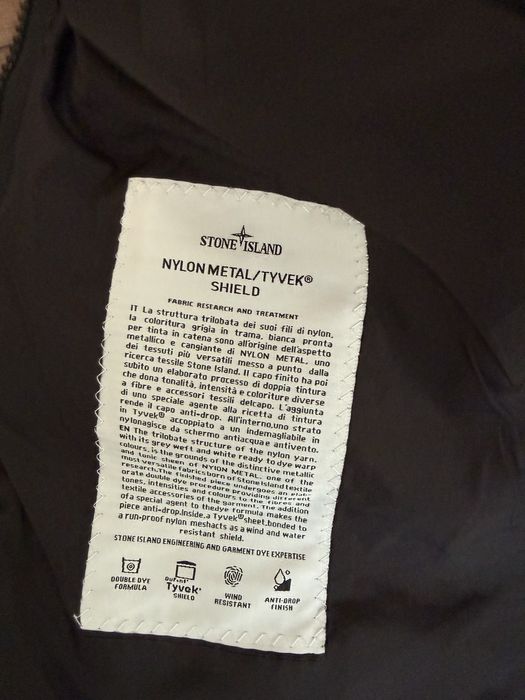 STONE ISLAND
NYLON METAL/TYVEK®
SHIELD
FABRIC RESEARCH AND TREATMENT
IT La struttura trilobata dei suoi fili di nylon,
la coloritura grigia in trama, bianca pronta
per tinta in catena sono all'origine dell'aspetto
metallico e cangiante di NYLON METAL, uno
dei tessuti più versatili messo a punto dalla
ricerca tessile Stone Island. Il capo finito ha poi
subito un elaborato processo di doppia tintura
che dona tonalità, intensità e coloriture diverse
a fibre e accessori tessili delcapo. L'aggiunta
di uno speciale agente alla ricetta di tintura
rende il capo anti-drop. All'interno,uno strato
in Tyvek® accoppiato a un indemagliabile in
nylonagisce da schermo antiacqua e antivento.
EN The trilobate structure of the nylon yarn,
with its grey weft and white ready to dye warp
colours, is the grounds of the distinctive metallic
and tonic sheen of NYLON METAL, one of the
most versatile fabrics born of Stone Island textile
research.The finished piece undergoes an elab-
orate double dye procedure providing different
tones, intensities and colours to the fibres and
textile accessories of the garment. The addition
ofa special agent to thedye formula makes the
piece anti-drop.Inside,a Tyvek®sheet,bonded to
a run-proof nylon meshacts as a wind and water
resistant shield.
STONE ISLAND ENGINEERING AND GARMENT DYE EXPERTISE
DOUBLE DYE
FORMULA
DuPont™
Tyvek®
SHIELD
WIND
RESISTANT
ANTI-DROP
FINISH